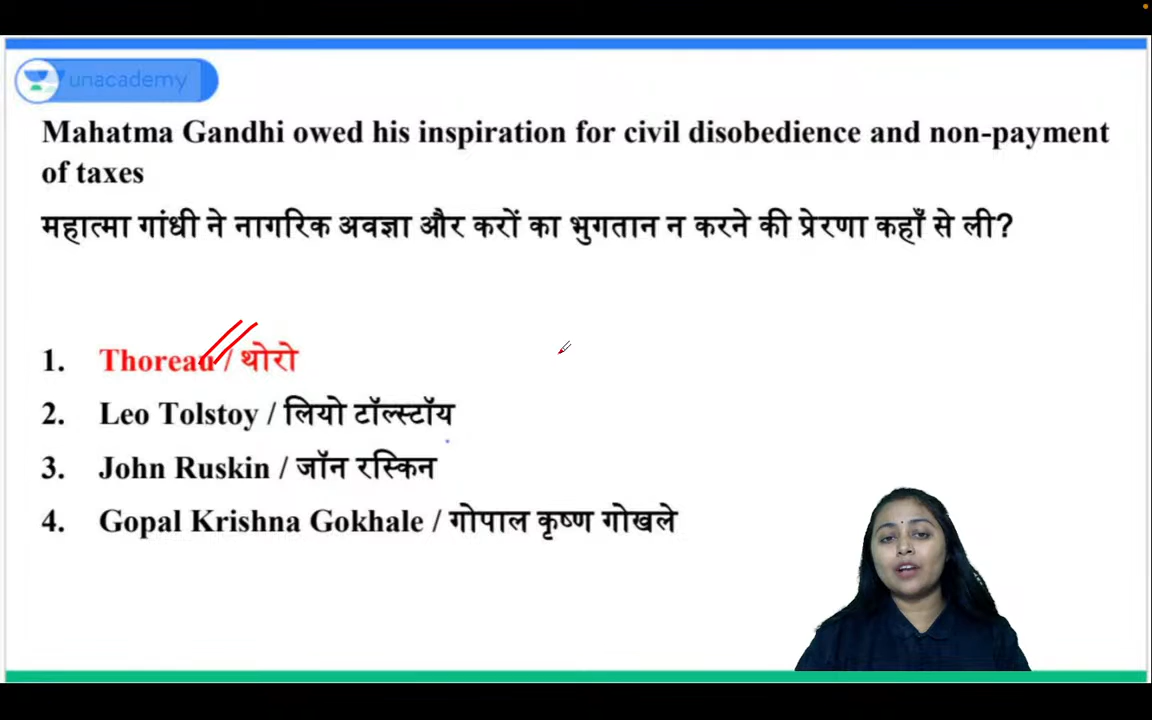 unacademy
Mahatma Gandhi owed his inspiration for civil disobedience and non-payment
of taxes
महात्मा गांधी ने नागरिक अवज्ञा और करों का भुगतान न करने की प्रेरणा कहाँ से ली?
1. Thoreau / थोरो
2. Leo Tolstoy / लियो टॉल्स्टॉय
3. John Ruskin / जॉन रस्किन
4. Gopal Krishna Gokhale / गोपाल कृष्ण गोखले